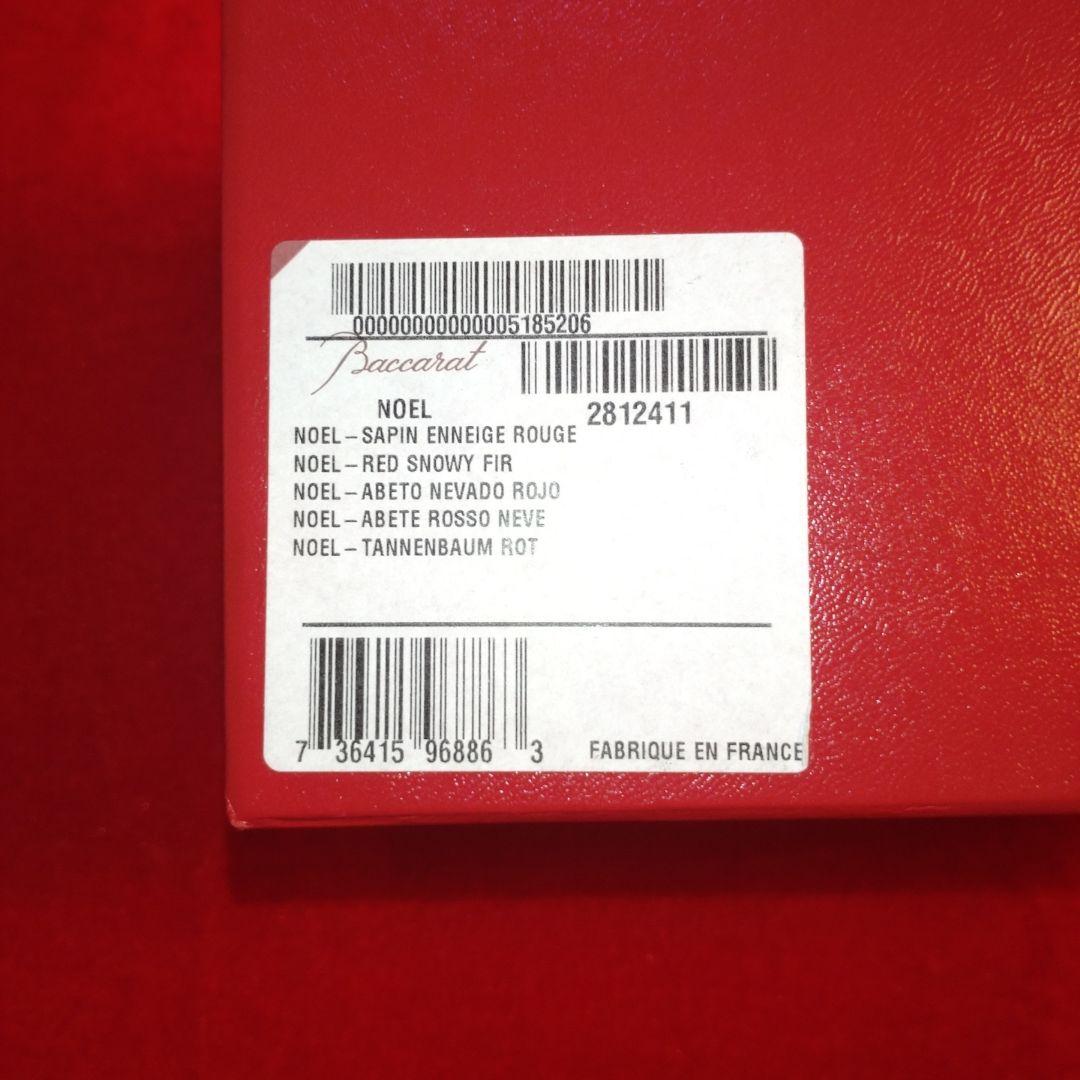 00000000000005185206
Baccarat
NOEL 2812411
NOEL-SAPIN ENNEIGE ROUGE
NOEL-RED SNOWY FIR
NOEL-ABETO NEVADO ROJO
NOEL-ABETE ROSSO NEVE
NOEL-TANNENBAUM ROT
7 36415 96886 3 FABRIQUE EN FRANCE